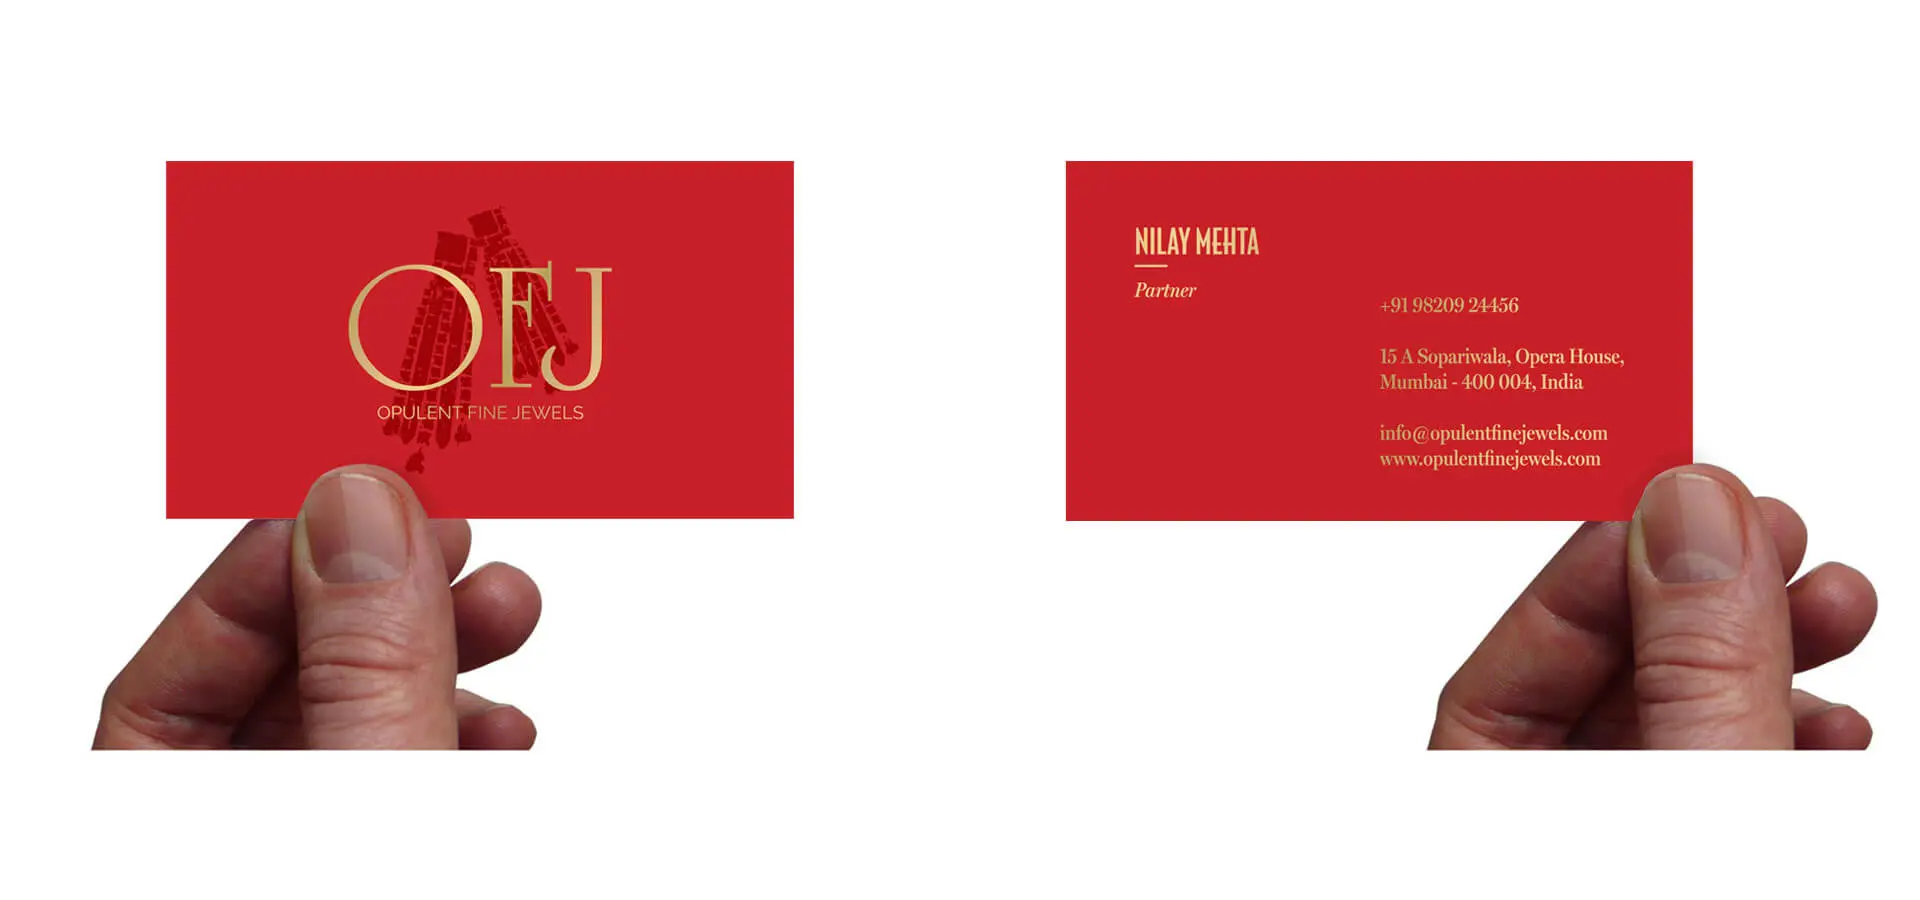 OFJ
OPULENT FINE JEWELS
NILAY MEHTA
Partner
+91 98209 24456
15 A Sopariwala, Opera House,
Mumbai - 400 004, India
info@opulentfinejewels.com
www.opulentfinejewels.com